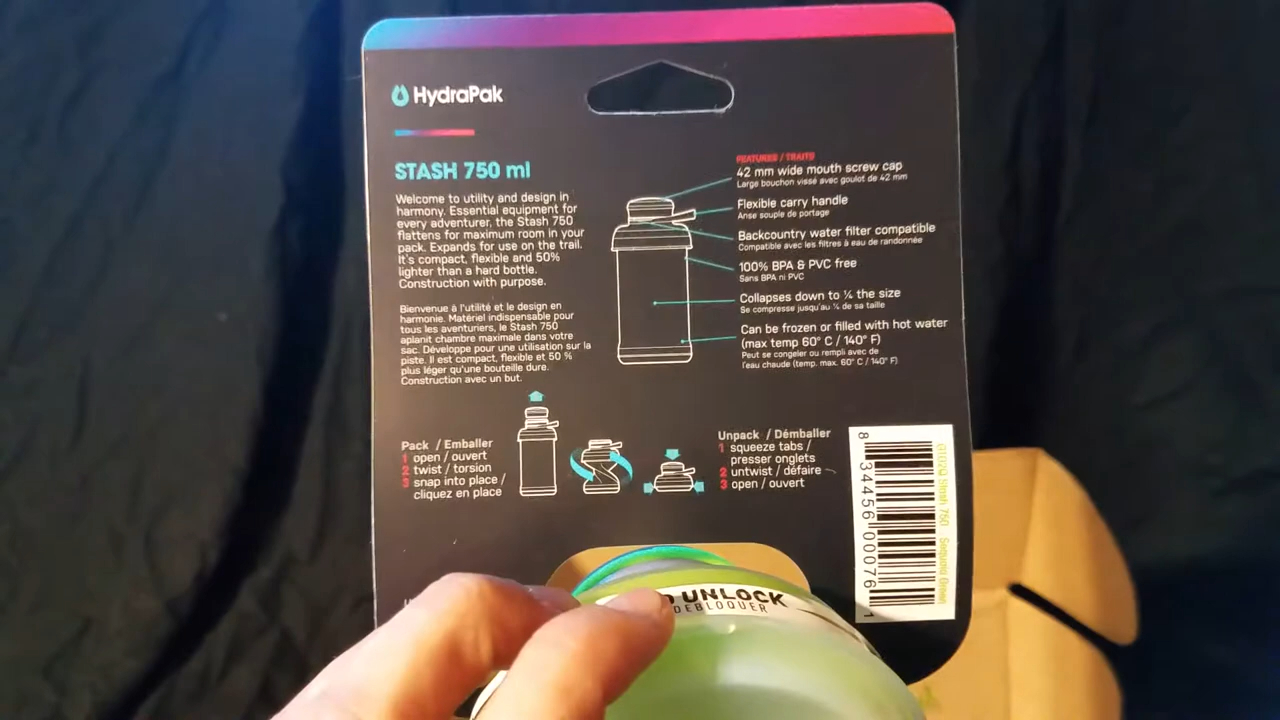 HydraPak
STASH 750 ml
Welcome to utility and design in
harmony. Essential equipment for
every adventurer, the Stash 750
flattens for maximum room in your
pack. Expands for use on the trail.
It's compact, flexible and 50%
lighter than a hard bottle.
Construction with purpose.
Bienvenue à l'utilité et le design en
harmonie. Matériel indispensable pour
tous les aventuriers, le Stash 750
aplanit chambre maximale dans votre
sac. Développe pour une utilisation sur la
piste. Il est compact, flexible et 50 %
plus léger qu'une bouteille dure.
Construction avec un but.
FEATURES / TRAITS
42 mm wide mouth screw cap
Large bouchon vissé avec goulot de 42 mm
Flexible carry handle
Anse souple de portage
Backcountry water filter compatible
Compatible avec les filtres à eau de randonnée
100% BPA & PVC free
Sans BPA ni PVC
Collapses down to ¼ the size
Se compresse jusqu'au ¼ de sa taille
Can be frozen or filled with hot water
(max temp 60° C / 140° F)
Peut se congeler ou rempli avec de
l'eau chaude (temp. max. 60° C / 140° F)
Pack / Emballer
1 open / ouvert
2 twist / torsion
3 snap into place /
cliquez en place
Unpack / Démballer
1 squeeze tabs /
presser onglets
2 untwist / défaire
3 open / ouvert
8 34456 00076 1
G102Q Stash 750 Sequoia Green
UNLOCK
DEBLOQUER